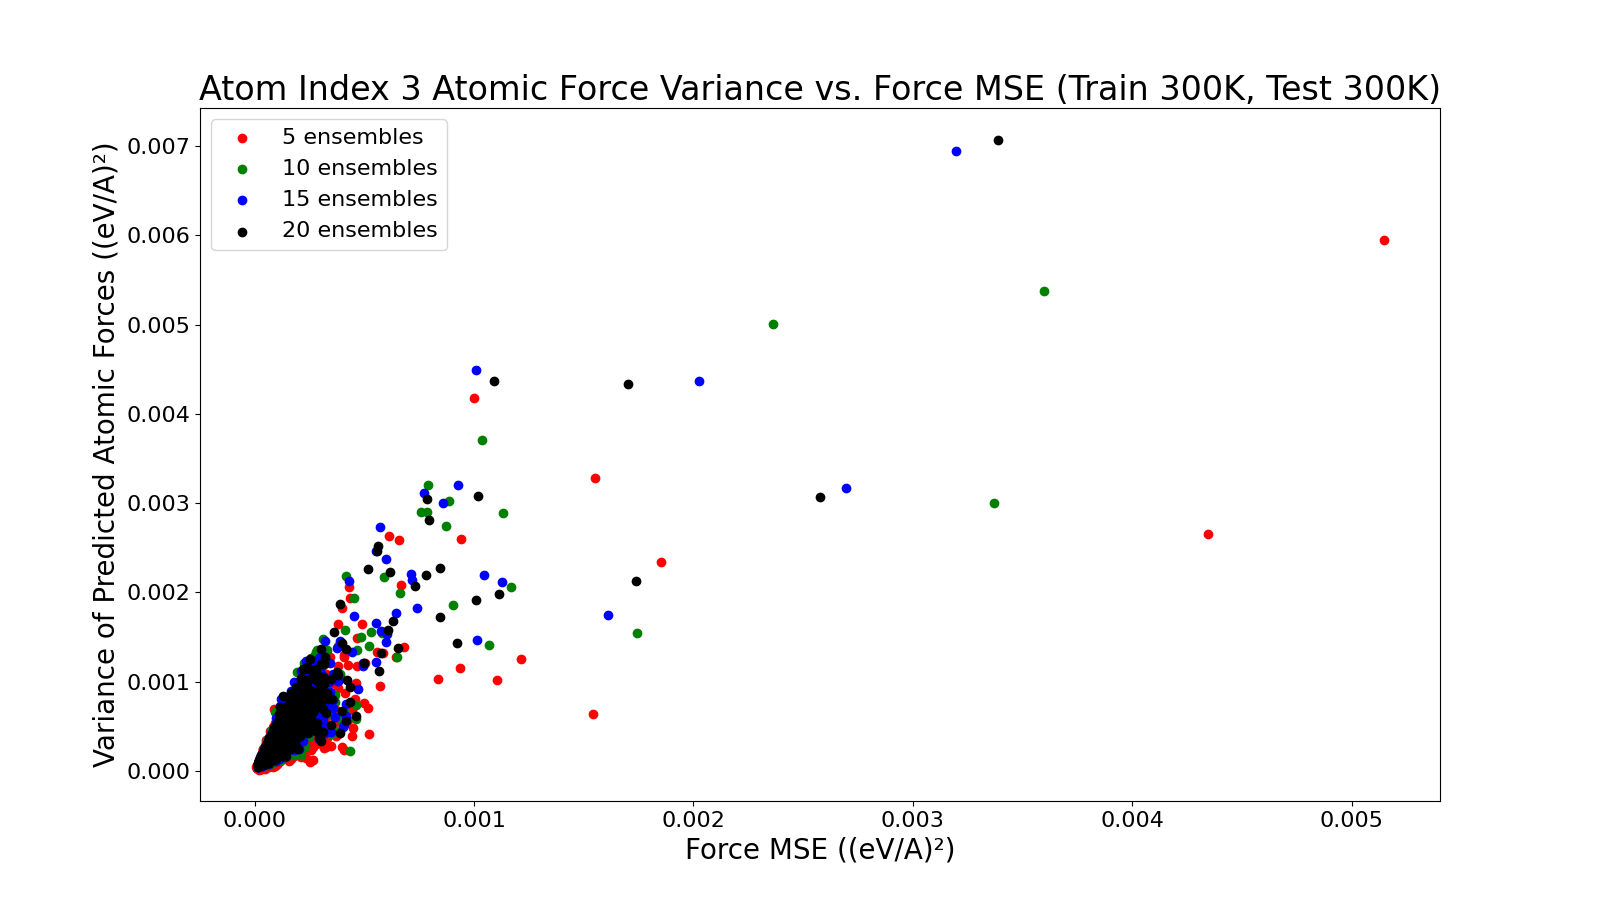 Atom Index 3 Atomic Force Variance vs. Force MSE (Train 300K, Test 300K)
5 ensembles
10 ensembles
15 ensembles
20 ensembles
Variance of Predicted Atomic Forces ((eV/A)²)
0.007
0.006
0.005
0.004
0.003
0.002
0.001
0.000
0.000 0.001 0.002 0.003 0.004 0.005
Force MSE ((eV/A)²)